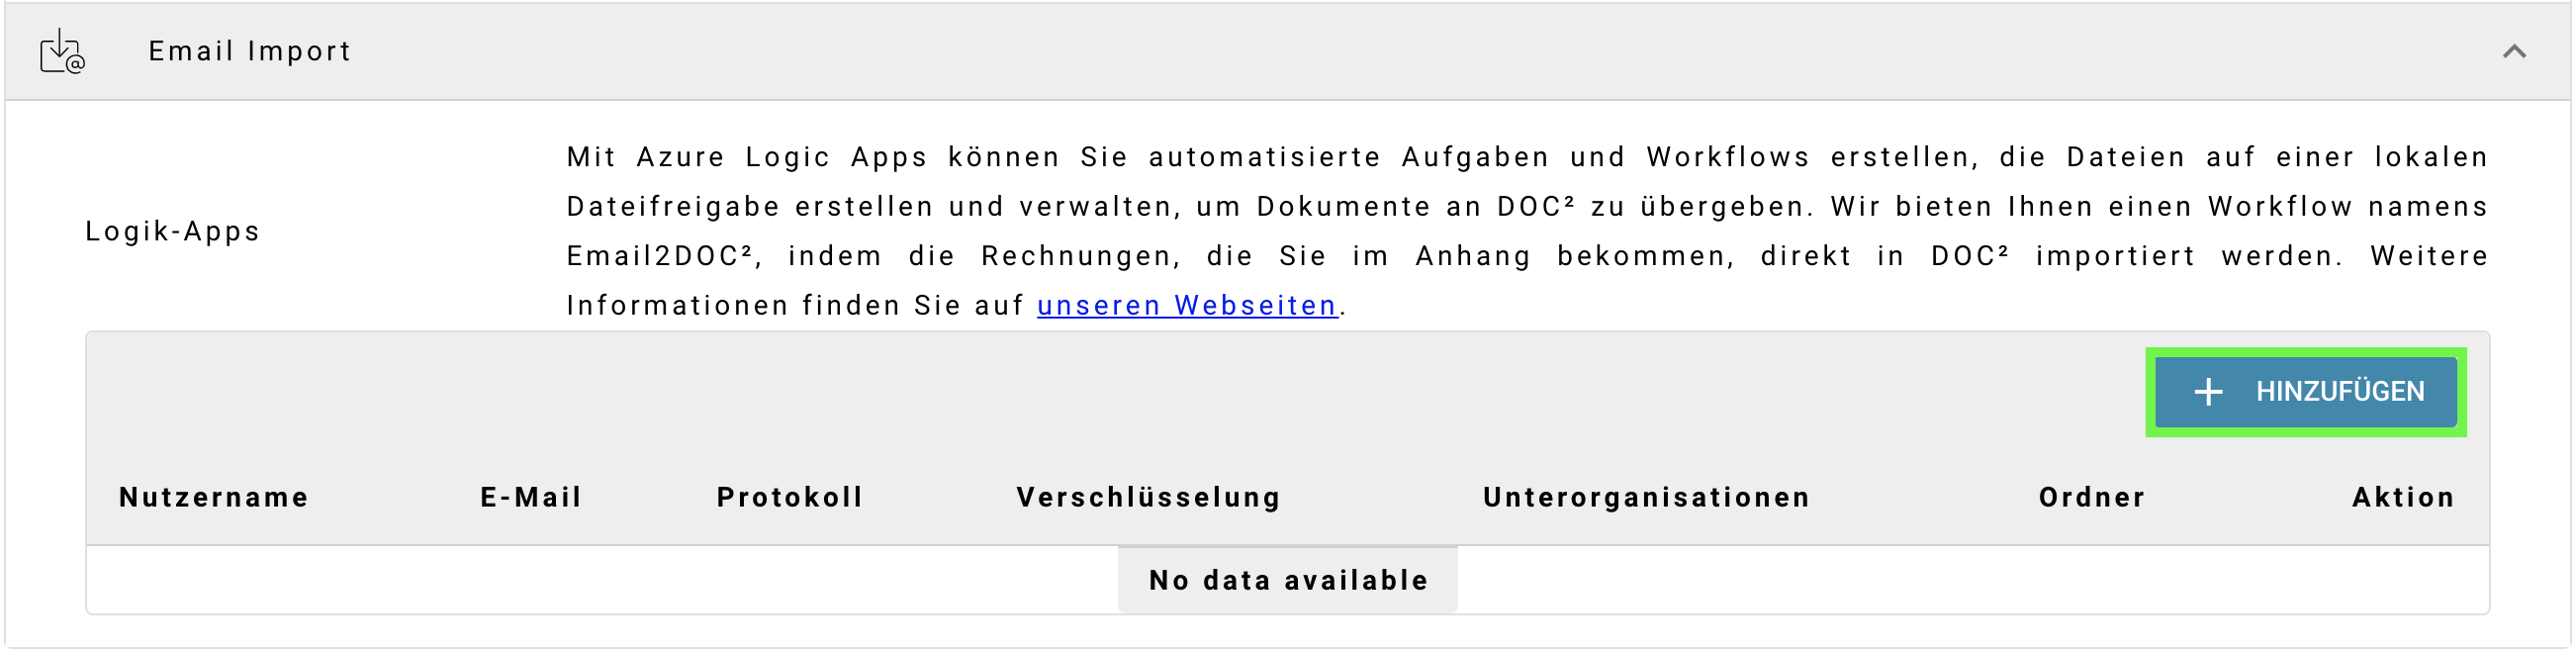 Email Import
Mit Azure Logic Apps können Sie automatisierte Aufgaben und Workflows erstellen, die Dateien auf einer lokalen
Dateifreigabe erstellen und verwalten, um Dokumente an DOC² zu übergeben. Wir bieten Ihnen einen Workflow namens
Logik-Apps
Email2DOC², indem die Rechnungen, die Sie im Anhang bekommen, direkt in DOC² importiert werden. Weitere
Informationen finden Sie auf unseren Webseiten.
+ HINZUFÜGEN
Nutzername E-Mail Protokoll Verschlüsselung Unterorganisationen Ordner Aktion
No data available